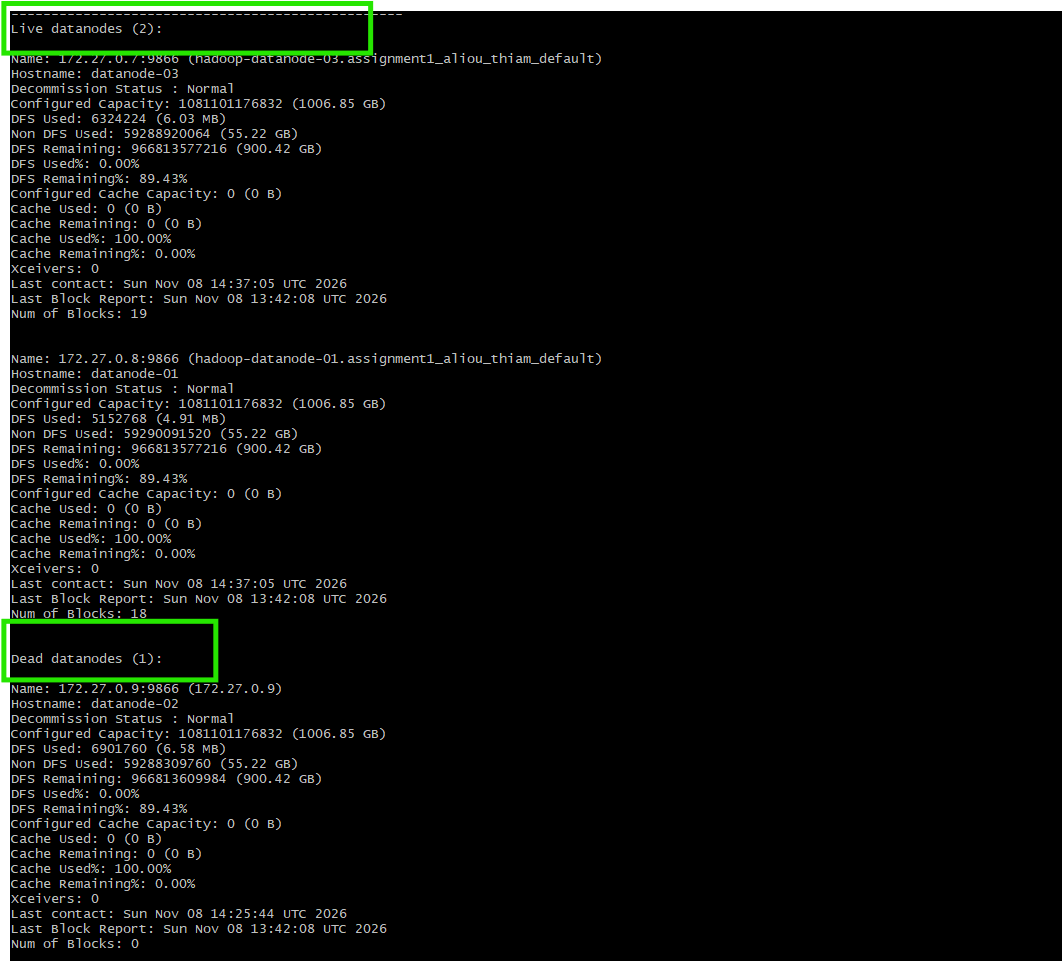 ------------------------------------------------
Live datanodes (2):
Name: 172.27.0.7:9866 (hadoop-datanode-03.assignment1_aliou_thiam_default)
Hostname: datanode-03
Decommission Status : Normal
Configured Capacity: 1081101176832 (1006.85 GB)
DFS Used: 6324224 (6.03 MB)
Non DFS Used: 59288920064 (55.22 GB)
DFS Remaining: 966813577216 (900.42 GB)
DFS Used%: 0.00%
DFS Remaining%: 89.43%
Configured Cache Capacity: 0 (0 B)
Cache Used: 0 (0 B)
Cache Remaining: 0 (0 B)
Cache Used%: 100.00%
Cache Remaining%: 0.00%
Xceivers: 0
Last contact: Sun Nov 08 14:37:05 UTC 2026
Last Block Report: Sun Nov 08 13:42:08 UTC 2026
Num of Blocks: 19
Name: 172.27.0.8:9866 (hadoop-datanode-01.assignment1_aliou_thiam_default)
Hostname: datanode-01
Decommission Status : Normal
Configured Capacity: 1081101176832 (1006.85 GB)
DFS Used: 5152768 (4.91 MB)
Non DFS Used: 59290091520 (55.22 GB)
DFS Remaining: 966813577216 (900.42 GB)
DFS Used%: 0.00%
DFS Remaining%: 89.43%
Configured Cache Capacity: 0 (0 B)
Cache Used: 0 (0 B)
Cache Remaining: 0 (0 B)
Cache Used%: 100.00%
Cache Remaining%: 0.00%
Xceivers: 0
Last contact: Sun Nov 08 14:37:05 UTC 2026
Last Block Report: Sun Nov 08 13:42:08 UTC 2026
Num of Blocks: 18
Dead datanodes (1):
Name: 172.27.0.9:9866 (172.27.0.9)
Hostname: datanode-02
Decommission Status : Normal
Configured Capacity: 1081101176832 (1006.85 GB)
DFS Used: 6901760 (6.58 MB)
Non DFS Used: 59288309760 (55.22 GB)
DFS Remaining: 966813609984 (900.42 GB)
DFS Used%: 0.00%
DFS Remaining%: 89.43%
Configured Cache Capacity: 0 (0 B)
Cache Used: 0 (0 B)
Cache Remaining: 0 (0 B)
Cache Used%: 100.00%
Cache Remaining%: 0.00%
Xceivers: 0
Last contact: Sun Nov 08 14:25:44 UTC 2026
Last Block Report: Sun Nov 08 13:42:08 UTC 2026
Num of Blocks: 0